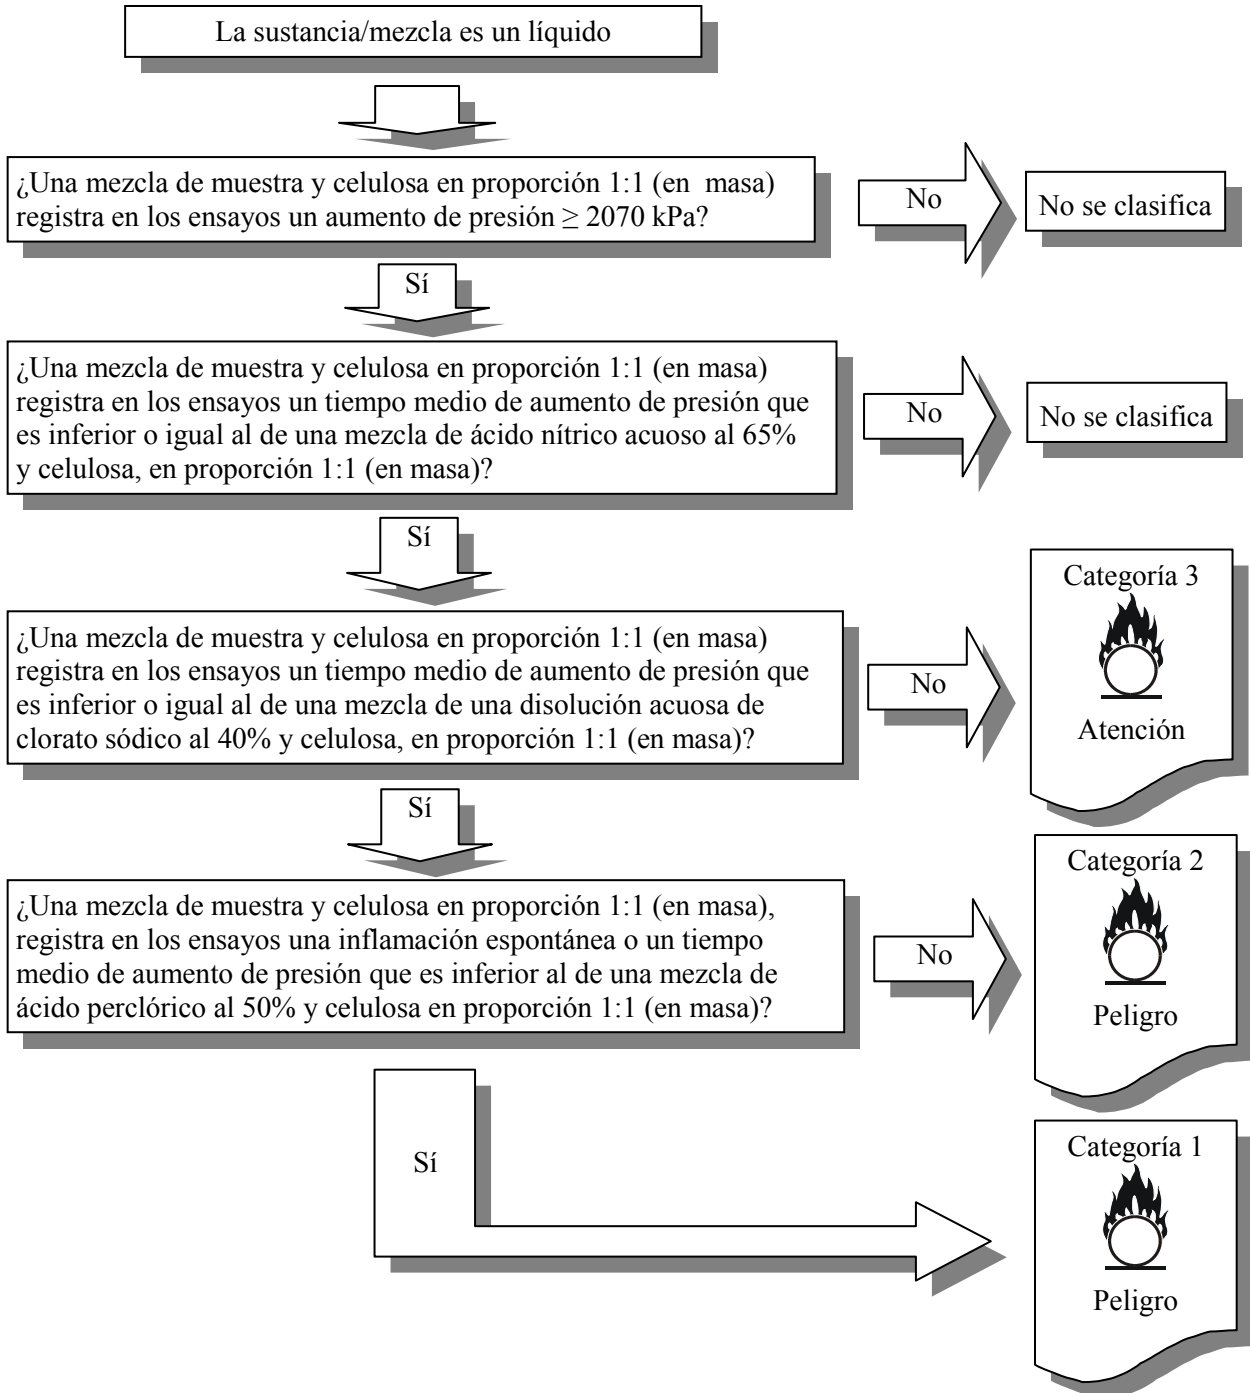 La sustancia/mezcla es un líquido
¿Una mezcla de muestra y celulosa en proporción 1:1 (en masa)
registra en los ensayos un aumento de presión ≥ 2070 kPa?
No
No se clasifica
Sí
¿Una mezcla de muestra y celulosa en proporción 1:1 (en masa)
registra en los ensayos un tiempo medio de aumento de presión que
es inferior o igual al de una mezcla de ácido nítrico acuoso al 65%
y celulosa, en proporción 1:1 (en masa)?
No
No se clasifica
Sí
¿Una mezcla de muestra y celulosa en proporción 1:1 (en masa)
registra en los ensayos un tiempo medio de aumento de presión que
es inferior o igual al de una mezcla de una disolución acuosa de
clorato sódico al 40% y celulosa, en proporción 1:1 (en masa)?
No
Categoría 3
Atención
Sí
¿Una mezcla de muestra y celulosa en proporción 1:1 (en masa),
registra en los ensayos una inflamación espontánea o un tiempo
medio de aumento de presión que es inferior al de una mezcla de
ácido perclórico al 50% y celulosa en proporción 1:1 (en masa)?
No
Categoría 2
Peligro
Sí
Categoría 1
Peligro